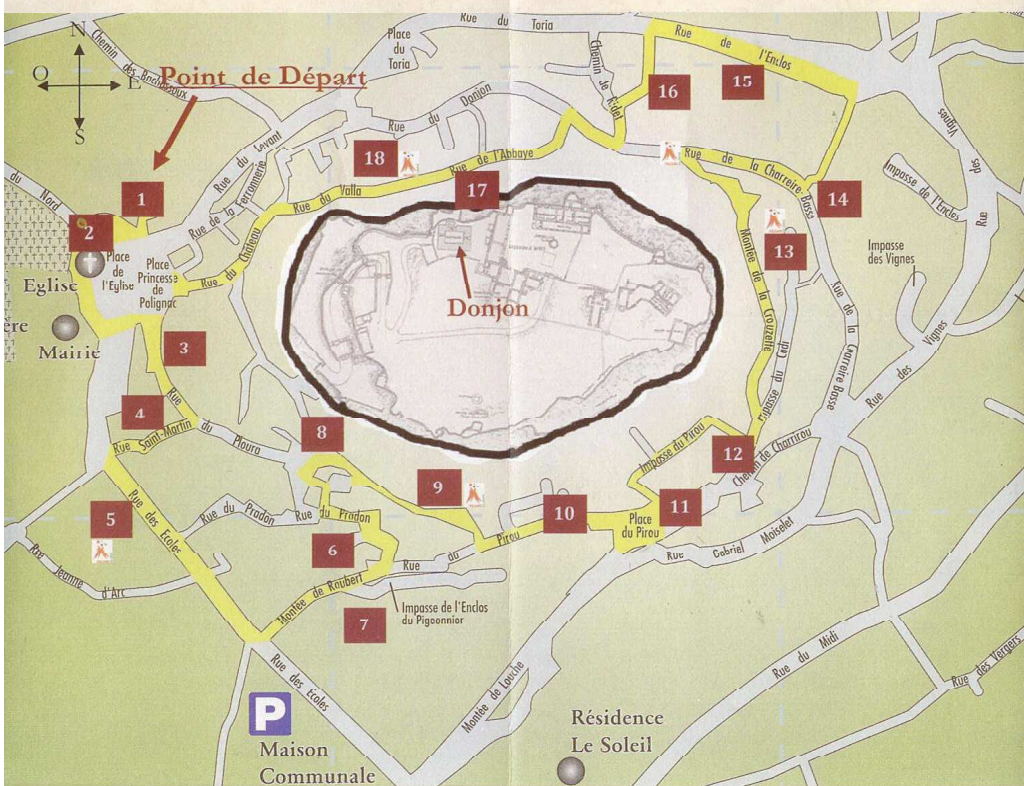 N
O
E
S
Point de Départ
Rue du Toria
Place
du
Toria
Chemin des
Chemin de Ridet
Rue de l'Enclos
Rue du Donjon
Rue du Levant
Rue de la Ferronnerie
Rue de l'Abbaye
Rue du Valla
Rue du Château
Rue de la Charreire Basse
Vignes
des
Rue
Impasse de l'Enclos
Impasse
des Vignes
du Nord
1
2
3
4
5
6
7
8
9
10
11
12
13
14
15
16
17
18
Place
de
l'Eglise
Eglise
Place
Princesse
de
Polignac
Mairie
ère
Donjon
Montée de la Crouzette
Impasse du
Rue de la Charreire Basse
Rue des Vignes
Rue du Ploura
Rue Saint-Martin
Impasse du Pirou
Chemin de Charrirou
Rue des Ecoles
Rue du Pradon
Rue du Pradon
Rue au Pirou
Place
du Pirou
Rue Gabriel Moiselet
Rue Jeanne d'Arc
Montée de Roubert
Impasse de l'Enclos
du Pigeonnier
Rue des Écoles
Montée de Louche
Rue du Midi
Rue des Vergers
P
Maison
Communale
Résidence
Le Soleil